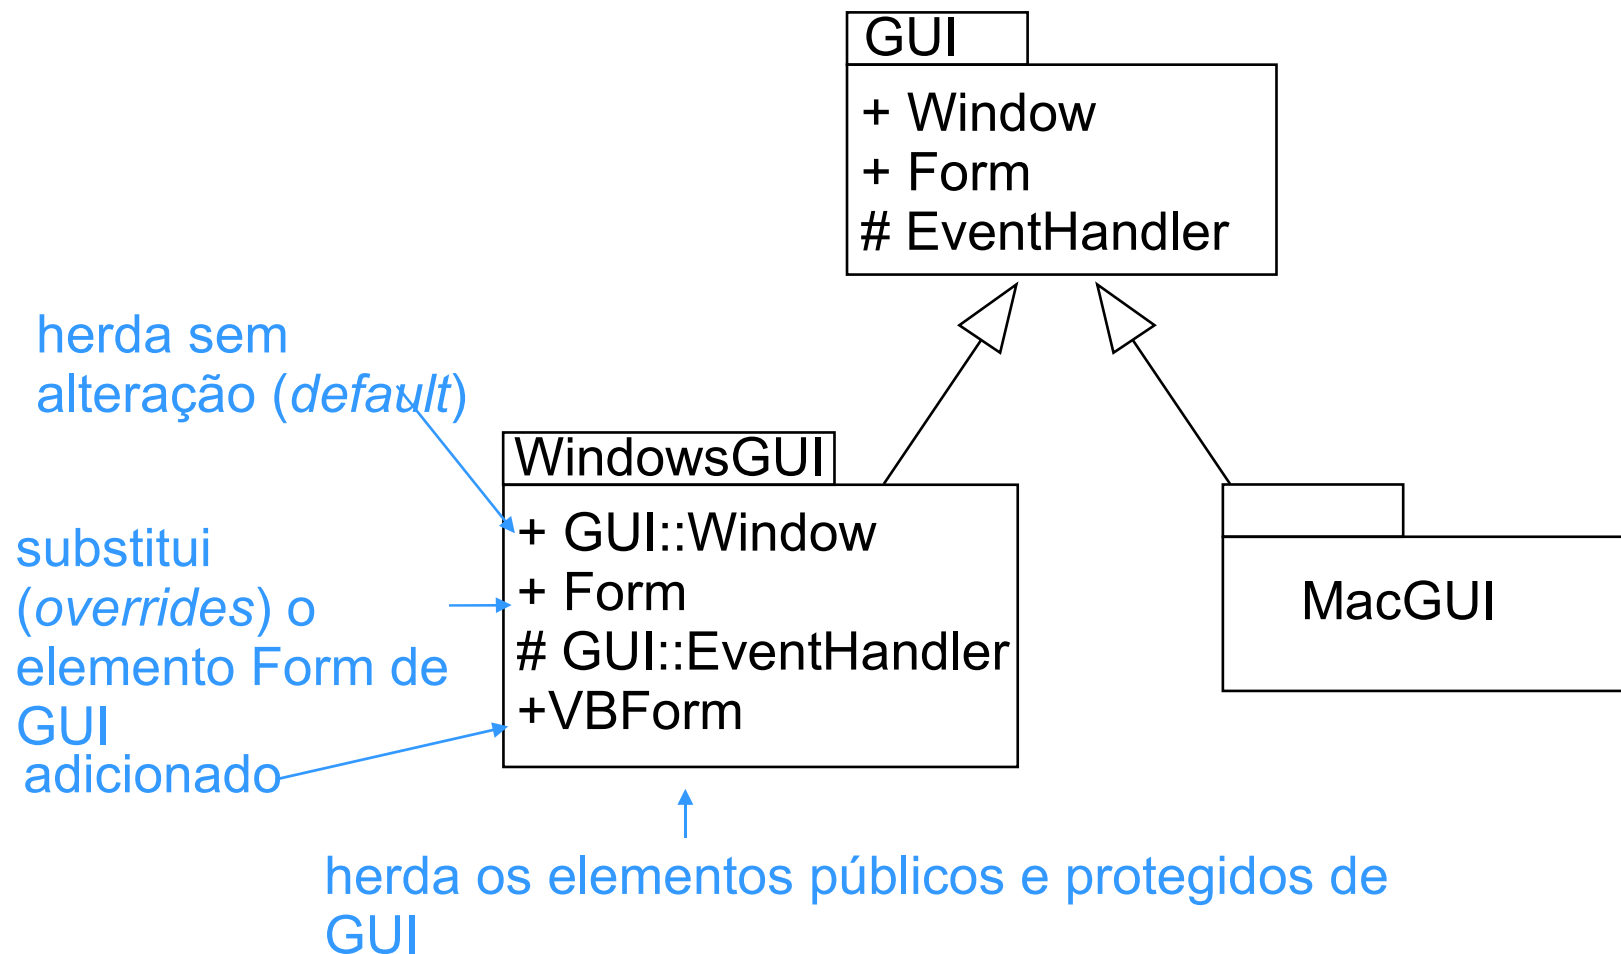 GUI
+ Window
+ Form
# EventHandler
herda sem
alteração (default)
WindowsGUI
+ GUI::Window
+ Form
# GUI::EventHandler
+VBForm
substitui
(overrides) o
elemento Form de
GUI
adicionado
MacGUI
herda os elementos públicos e protegidos de
GUI